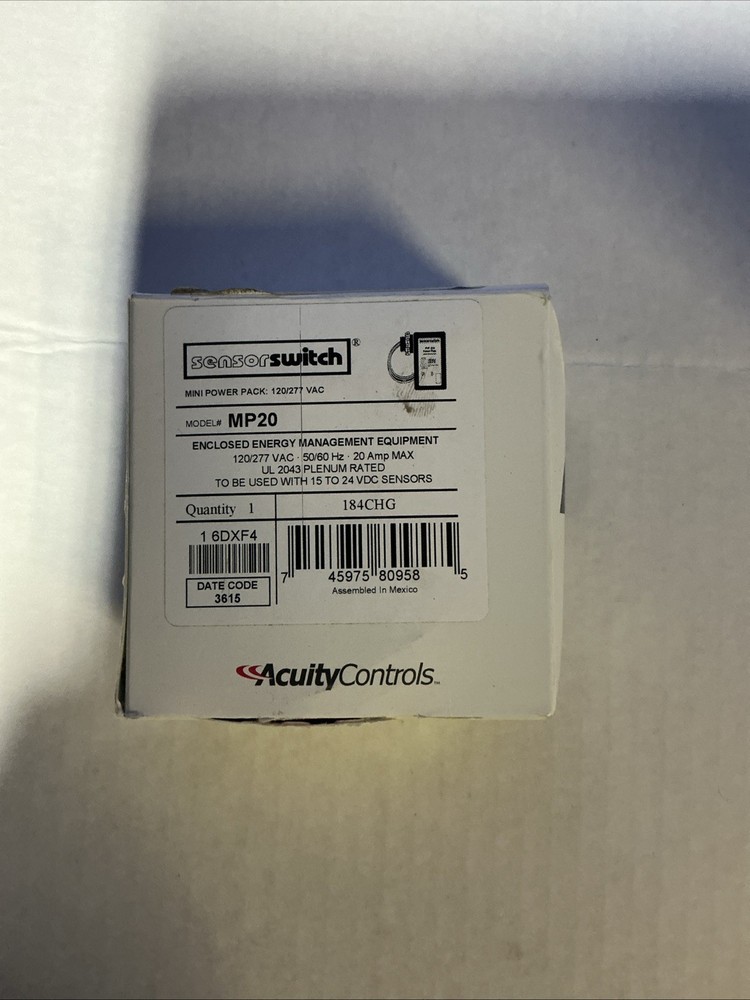 sensorswitch®
MINI POWER PACK: 120/277 VAC
MODEL# MP20
ENCLOSED ENERGY MANAGEMENT EQUIPMENT
120/277 VAC · 50/60 Hz · 20 Amp MAX
UL 2043 PLENUM RATED
TO BE USED WITH 15 TO 24 VDC SENSORS
Quantity 1 184CHG
1 6DXF4
DATE CODE
3615
7 45975 80958 5
Assembled In Mexico
AcuityControls™